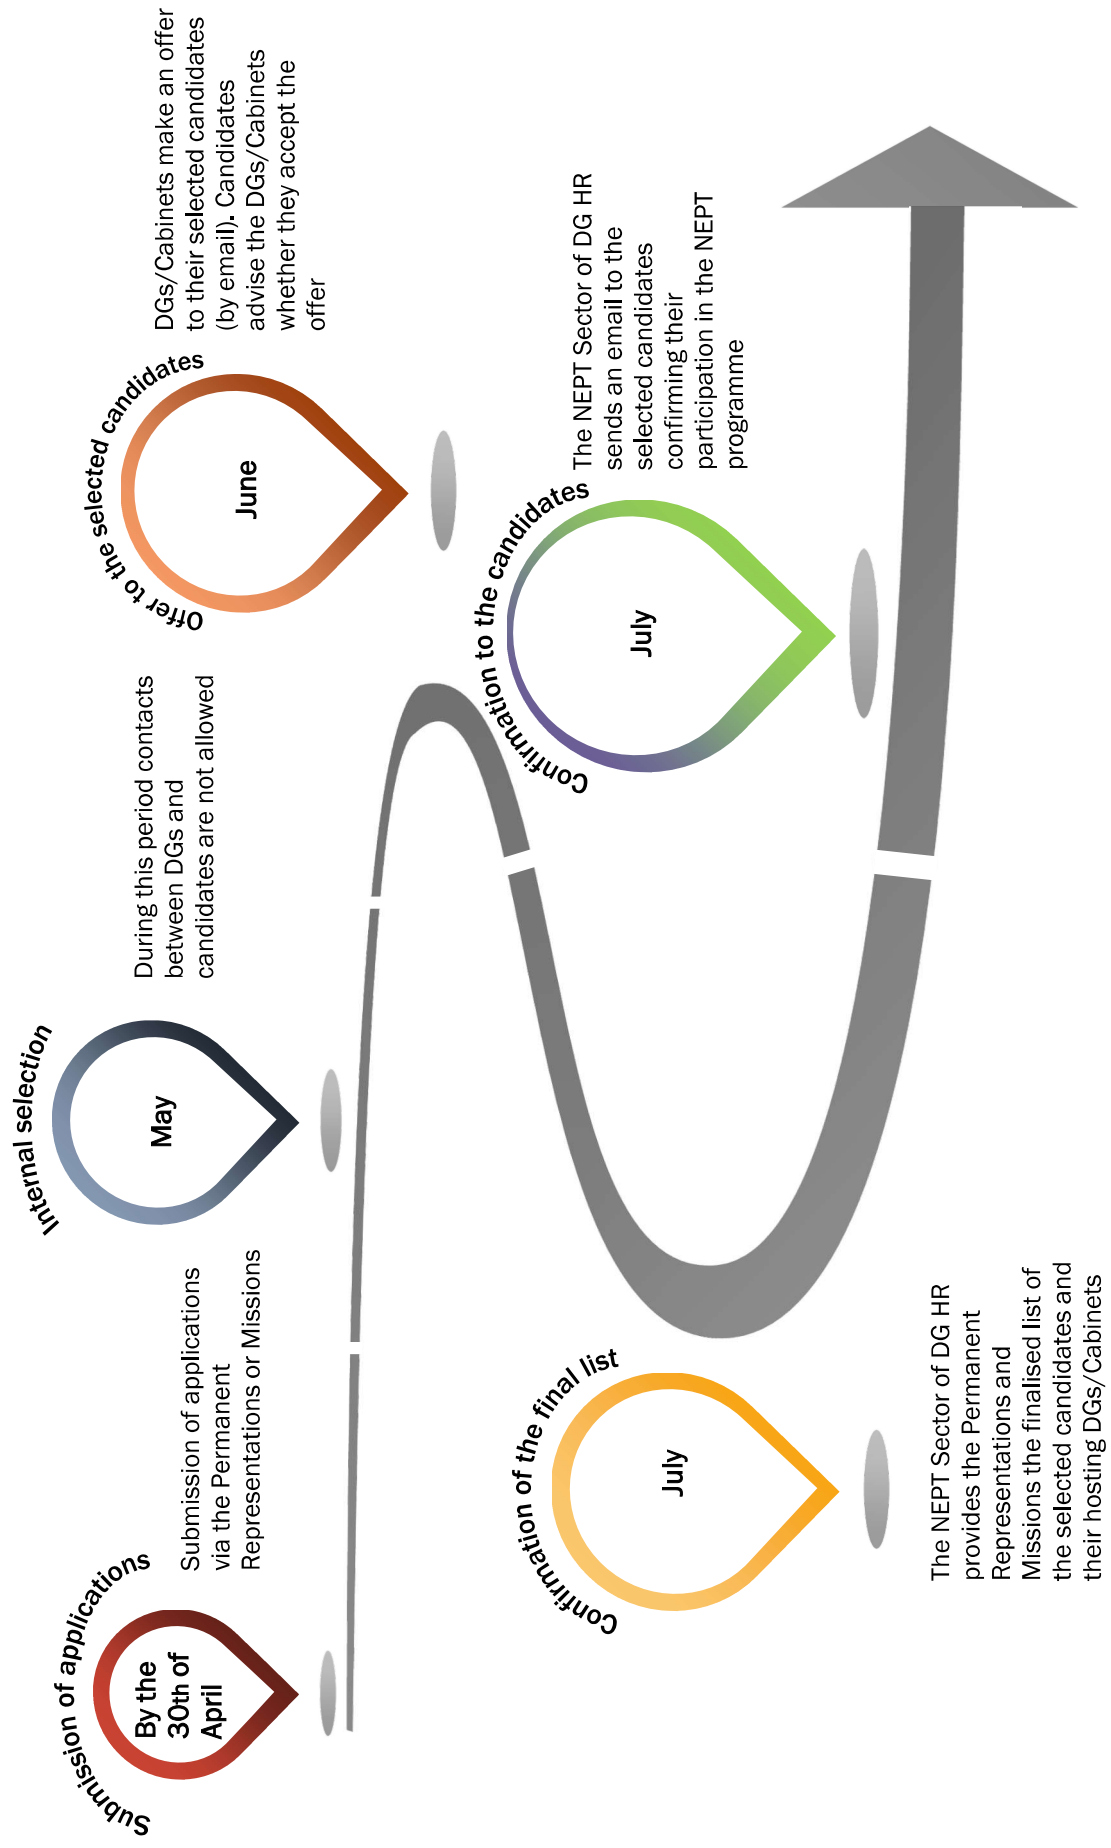 Submission of applications
By the
30th of
April
Submission of applications
via the Permanent
Representations or Missions
Internal selection
May
During this period contacts
between DGs and
candidates are not allowed
Offer to the selected candidates
June
DGs/Cabinets make an offer
to their selected candidates
(by email). Candidates
advise the DGs/Cabinets
whether they accept the
offer
Confirmation of the final list
July
The NEPT Sector of DG HR
provides the Permanent
Representations and
Missions the finalised list of
the selected candidates and
their hosting DGs/Cabinets
Confirmation to the candidates
July
The NEPT Sector of DG HR
sends an email to the
selected candidates
confirming their
participation in the NEPT
programme